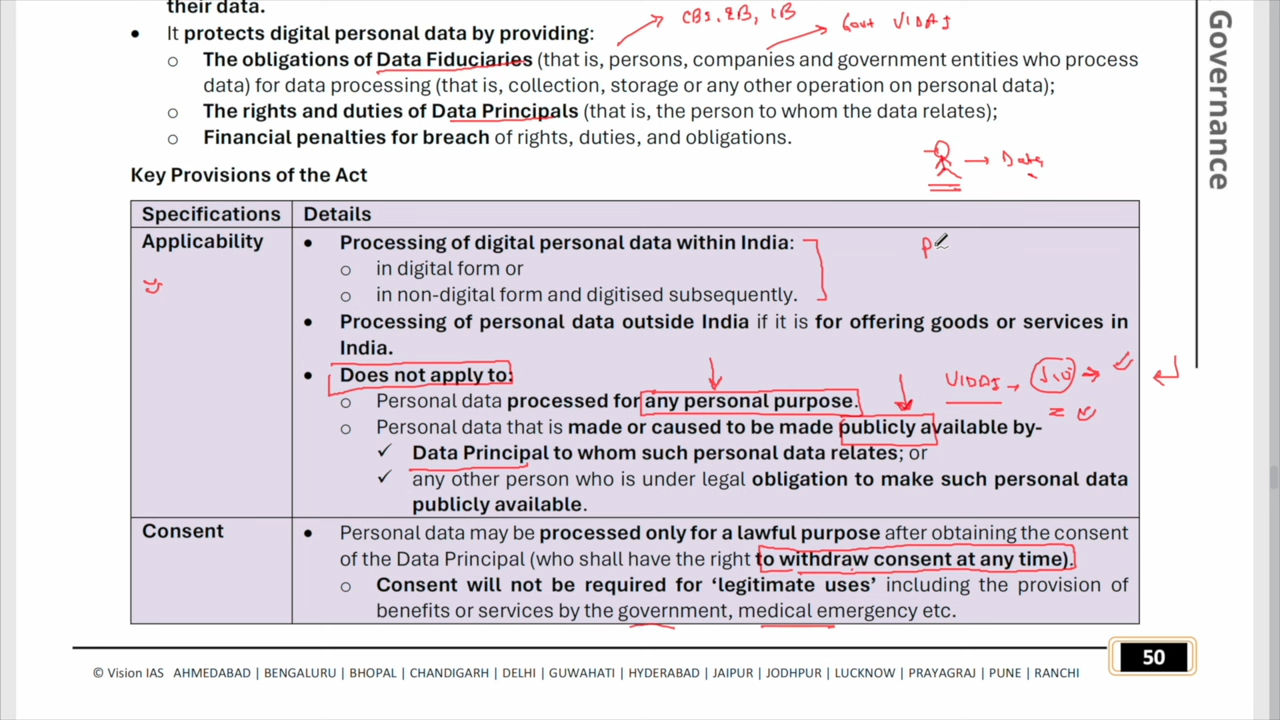 their data.
• It protects digital personal data by providing:
CBI, EB, IB
Govt UIDAI
○ The obligations of Data Fiduciaries (that is, persons, companies and government entities who process
data) for data processing (that is, collection, storage or any other operation on personal data);
○ The rights and duties of Data Principals (that is, the person to whom the data relates);
○ Financial penalties for breach of rights, duties, and obligations.
→ Data
Key Provisions of the Act
Specifications Details
Applicability • Processing of digital personal data within India:
○ in digital form or
○ in non-digital form and digitised subsequently.
• Processing of personal data outside India if it is for offering goods or services in
India.
• Does not apply to:
UIDAI → Jio →
○ Personal data processed for any personal purpose.
○ Personal data that is made or caused to be made publicly available by-
✓ Data Principal to whom such personal data relates; or
✓ any other person who is under legal obligation to make such personal data
publicly available.
Consent • Personal data may be processed only for a lawful purpose after obtaining the consent
of the Data Principal (who shall have the right to withdraw consent at any time).
○ Consent will not be required for ‘legitimate uses’ including the provision of
benefits or services by the government, medical emergency etc.
Governance
50
© Vision IAS AHMEDABAD | BENGALURU | BHOPAL | CHANDIGARH | DELHI | GUWAHATI | HYDERABAD | JAIPUR | JODHPUR | LUCKNOW | PRAYAGRAJ | PUNE | RANCHI